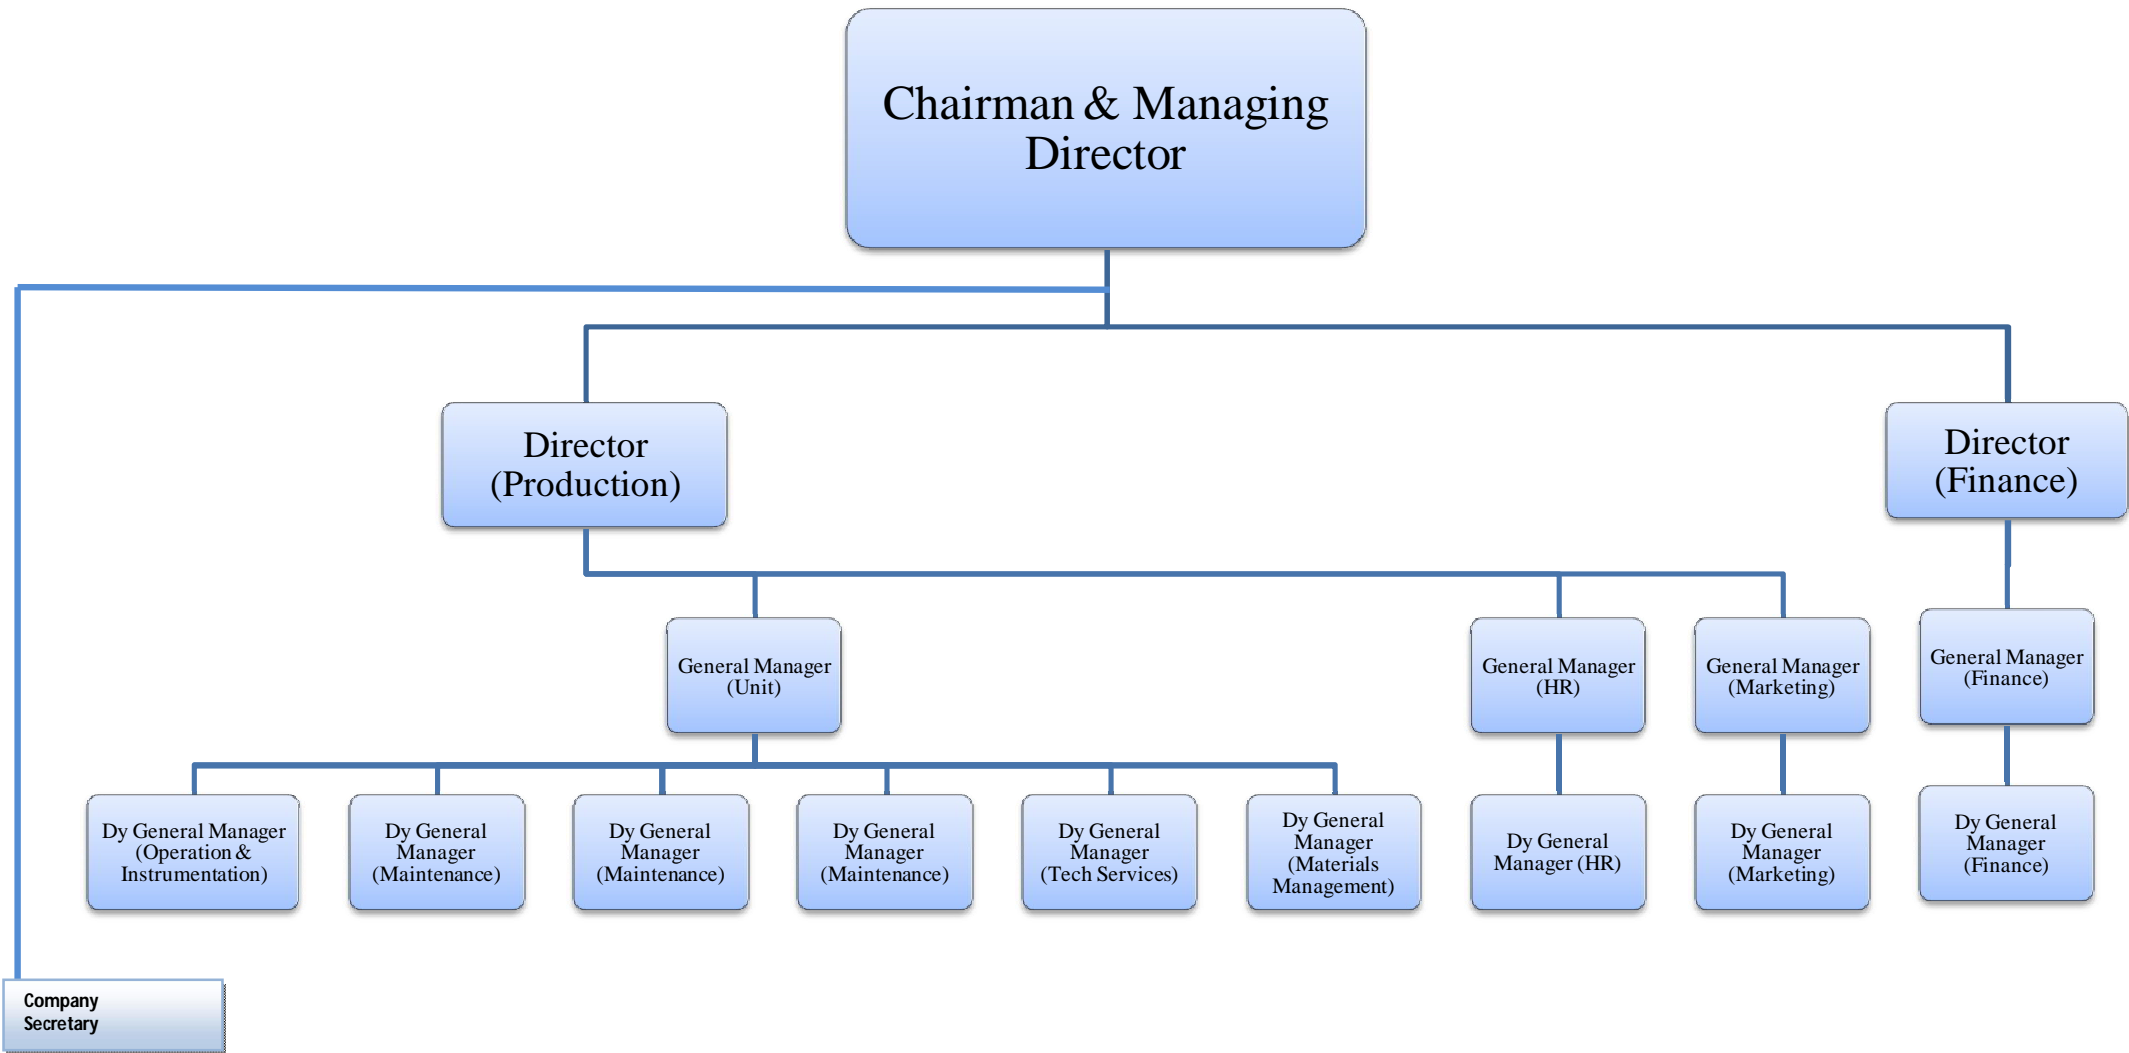 Chairman & Managing
Director
Director
(Production)
Director
(Finance)
General Manager
(Unit)
General Manager
(HR)
General Manager
(Marketing)
General Manager
(Finance)
Dy General Manager
(Operation &
Instrumentation)
Dy General
Manager
(Maintenance)
Dy General
Manager
(Maintenance)
Dy General
Manager
(Maintenance)
Dy General
Manager
(Tech Services)
Dy General
Manager
(Materials
Management)
Dy General
Manager (HR)
Dy General
Manager
(Marketing)
Dy General
Manager
(Finance)
Company
Secretary